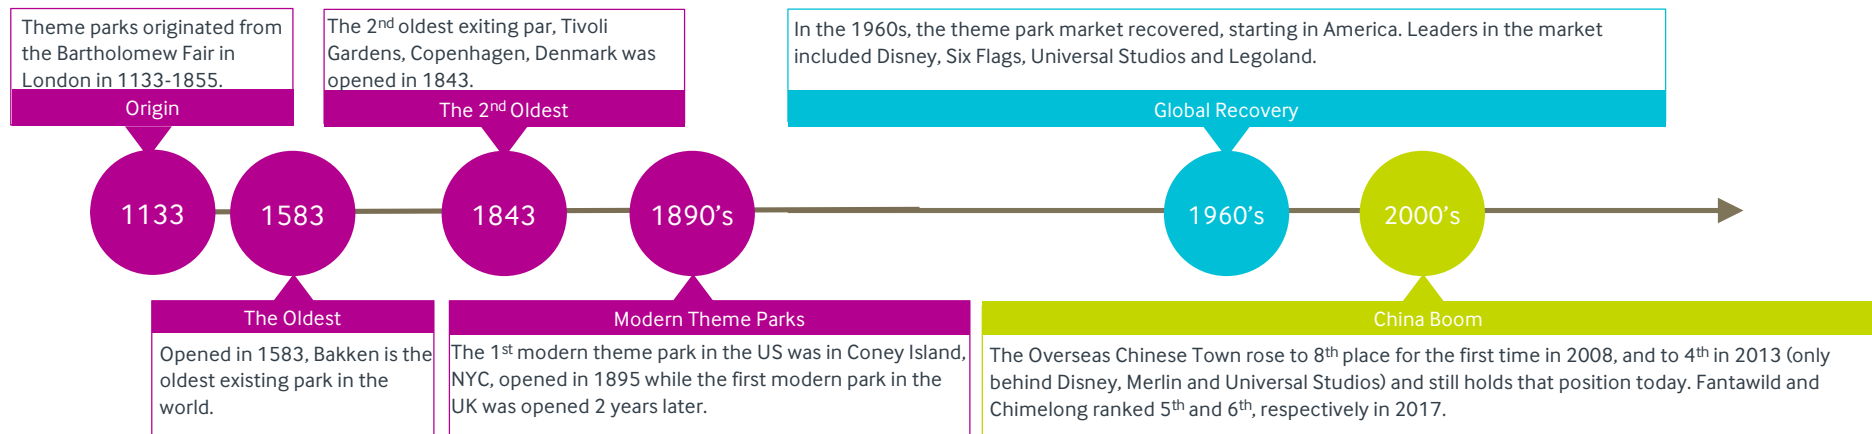 Theme parks originated from
the Bartholomew Fair in
London in 1133-1855.
Origin
The 2nd oldest exiting par, Tivoli
Gardens, Copenhagen, Denmark was
opened in 1843.
The 2nd Oldest
In the 1960s, the theme park market recovered, starting in America. Leaders in the market
included Disney, Six Flags, Universal Studios and Legoland.
Global Recovery
1133
1583
1843
1890's
1960's
2000's
The Oldest
Opened in 1583, Bakken is the
oldest existing park in the
world.
Modern Theme Parks
The 1st modern theme park in the US was in Coney Island,
NYC, opened in 1895 while the first modern park in the
UK was opened 2 years later.
China Boom
The Overseas Chinese Town rose to 8th place for the first time in 2008, and to 4th in 2013 (only
behind Disney, Merlin and Universal Studios) and still holds that position today. Fantawild and
Chimelong ranked 5th and 6th, respectively in 2017.